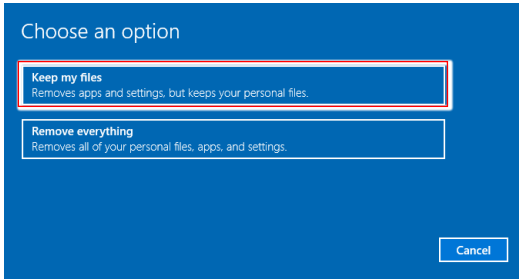 Choose an option
Keep my files
Removes apps and settings, but keeps your personal files.
Remove everything
Removes all of your personal files, apps, and settings.
Cancel